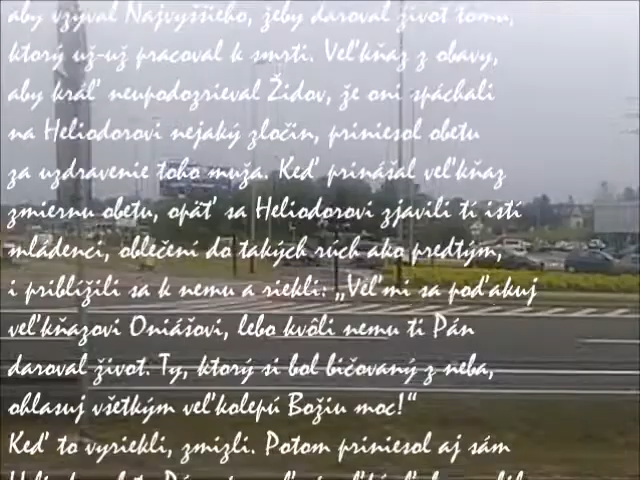 aby vzýval Najvyššieho, žeby daroval život tomu,
ktorý už-už pracoval k smrti. Veľkňaz z obavy,
aby kráľ neupodozrieval Židov, že oni spáchali
na Heliodorovi nejaký zločin, priniesol obetu
za uzdravenie toho muža. Keď prinášal veľkňaz
zmiernu obetu, opäť sa Heliodorovi zjavili tí istí
mládenci, oblečení do takých rúch ako predtým,
i priblížili sa k nemu a riekli: „Veľmi sa poďakuj
veľkňazovi Oniášovi, lebo kvôli nemu ti Pán
daroval život. Ty, ktorý si bol bičovaný z neba,
ohlasuj všetkým veľkolepú Božiu moc!“
Keď to vyriekli, zmizli. Potom priniesol aj sám